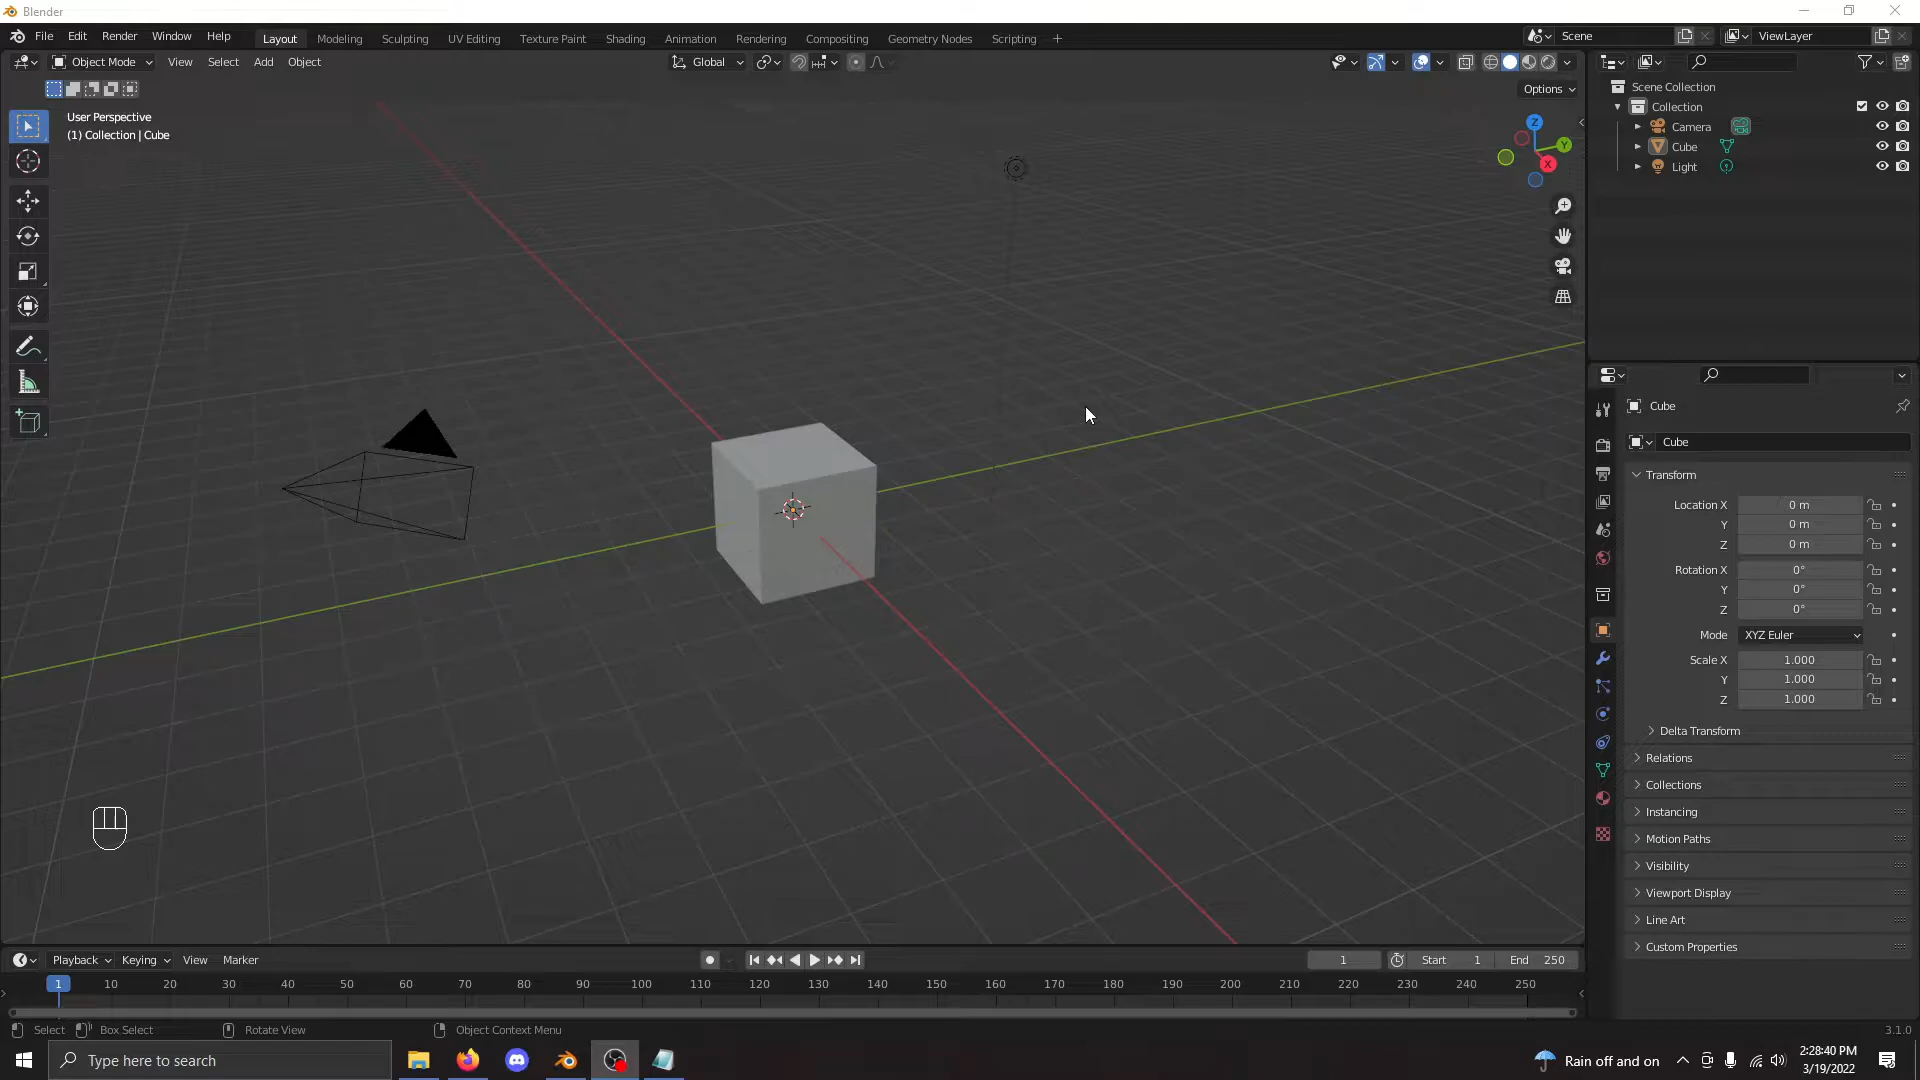 Blender
File Edit Render Window Help Layout Modeling Sculpting UV Editing Texture Paint Shading Animation Rendering Compositing Geometry Nodes Scripting + Scene ViewLayer
Object Mode View Select Add Object Global
Options
User Perspective
(1) Collection | Cube
Z
Y
X
Scene Collection
Collection
Camera
Cube
Light
Cube
Cube
Transform
Location X 0 m
Y 0 m
Z 0 m
Rotation X 0°
Y 0°
Z 0°
Mode XYZ Euler
Scale X 1.000
Y 1.000
Z 1.000
Delta Transform
Relations
Collections
Instancing
Motion Paths
Visibility
Viewport Display
Line Art
Custom Properties
Playback Keying View Marker 1 Start 1 End 250
1 10 20 30 40 50 60 70 80 90 100 110 120 130 140 150 160 170 180 190 200 210 220 230 240 250
Select Box Select Rotate View Object Context Menu 3.1.0
Type here to search Rain off and on 2:28:40 PM
3/19/2022